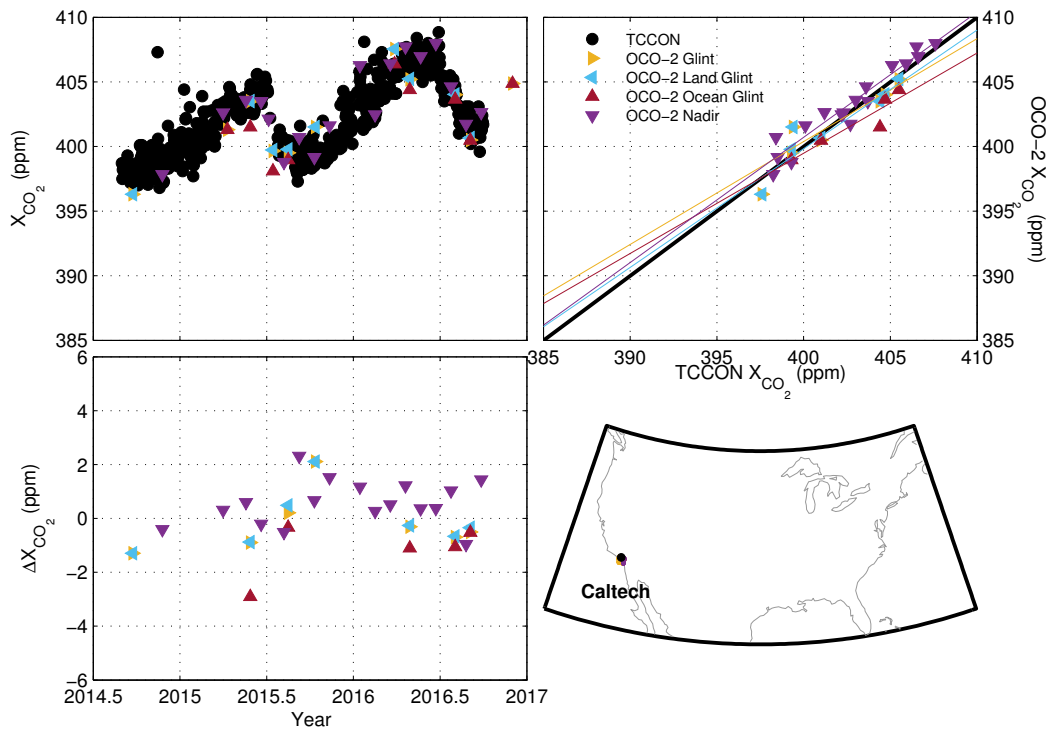 410
405
400
395
390
385
X_CO2 (ppm)
TCCON
OCO-2 Glint
OCO-2 Land Glint
OCO-2 Ocean Glint
OCO-2 Nadir
410
405
400
395
390
385
OCO-2 X_CO2 (ppm)
385 390 395 400 405 410
TCCON X_CO2 (ppm)
6
4
2
0
-2
-4
-6
ΔX_CO2 (ppm)
2014.5 2015 2015.5 2016 2016.5 2017
Year
Caltech